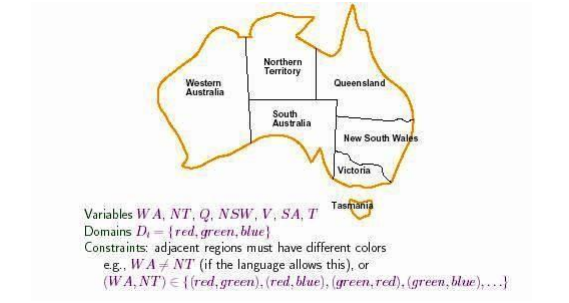 Northern
Territory
Western
Australia
Queensland
South
Australia
New South Wales
Victoria
Tasmania
Variables WA, NT, Q, NSW, V, SA, T
Domains Dᵢ = {red, green, blue}
Constraints: adjacent regions must have different colors
e.g., WA ≠ NT (if the language allows this), or
(WA, NT) ∈ {(red, green), (red, blue), (green, red), (green, blue), ...}